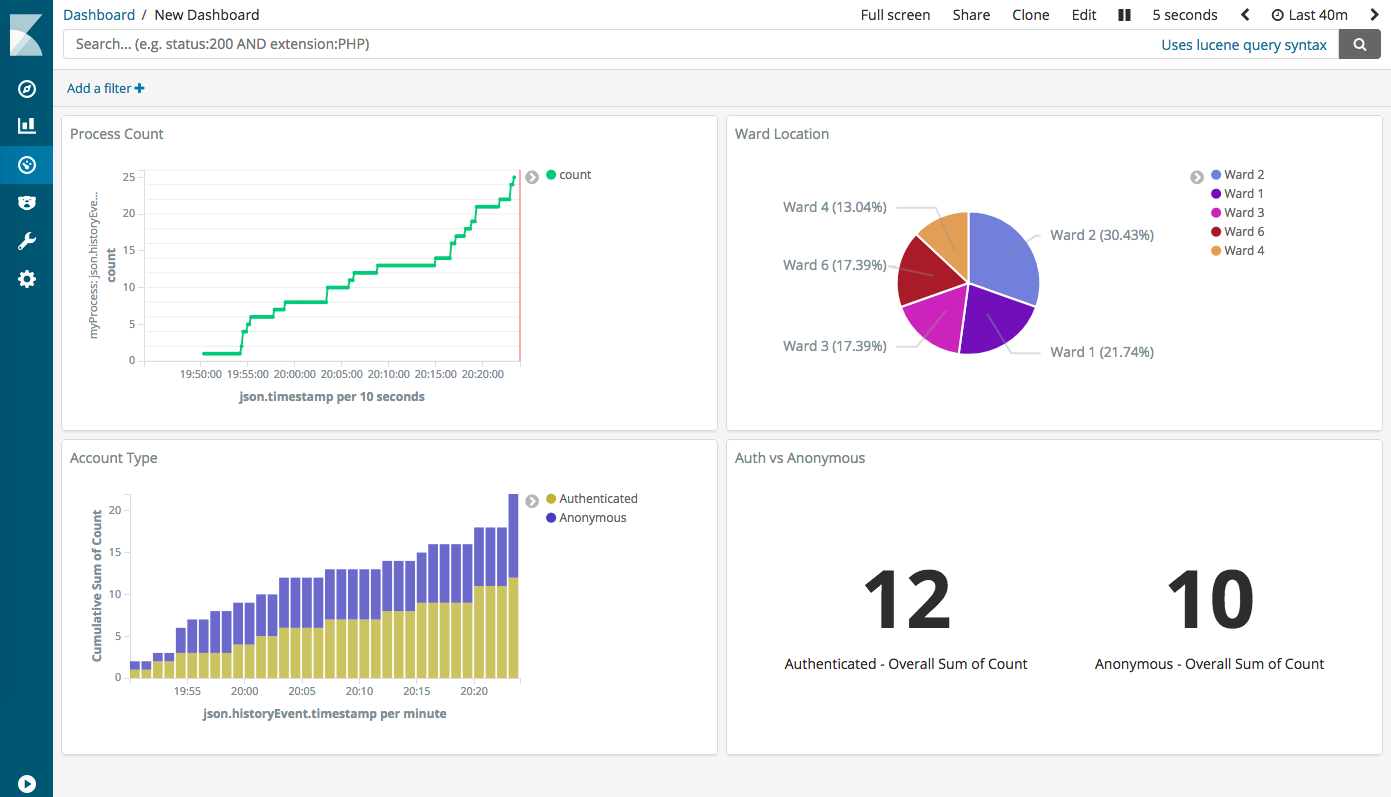 Dashboard / New Dashboard
Full screen Share Clone Edit 5 seconds Last 40m
Search... (e.g. status:200 AND extension:PHP)
Uses lucene query syntax
Add a filter
Process Count
25
20
15
10
5
0
myProcess: json.historyEve...
count
19:50:00 19:55:00 20:00:00 20:05:00 20:10:00 20:15:00 20:20:00
json.timestamp per 10 seconds
count
Ward Location
Ward 4 (13.04%)
Ward 6 (17.39%)
Ward 3 (17.39%)
Ward 2 (30.43%)
Ward 1 (21.74%)
Ward 2
Ward 1
Ward 3
Ward 6
Ward 4
Account Type
20
15
10
5
0
Cumulative Sum of Count
19:55 20:00 20:05 20:10 20:15 20:20
json.historyEvent.timestamp per minute
Authenticated
Anonymous
Auth vs Anonymous
12
Authenticated - Overall Sum of Count
10
Anonymous - Overall Sum of Count